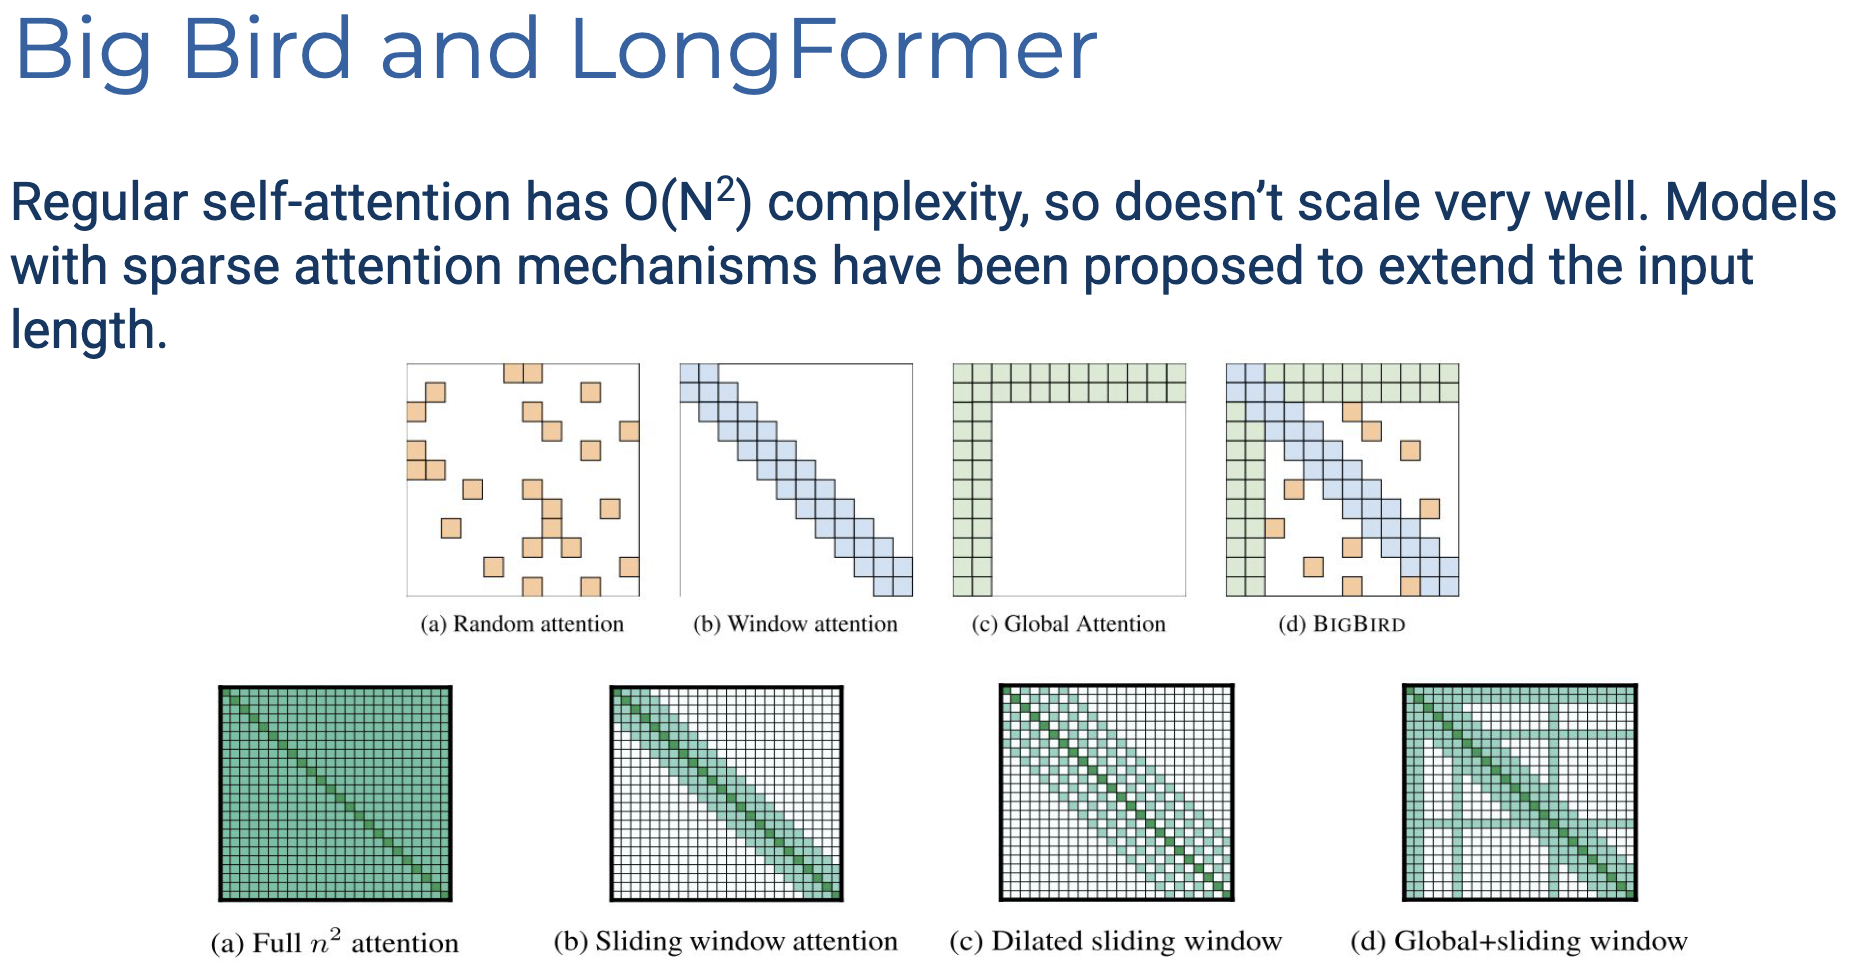 Big Bird and LongFormer
Regular self-attention has O(N²) complexity, so doesn’t scale very well. Models
with sparse attention mechanisms have been proposed to extend the input
length.
(a) Random attention
(b) Window attention
(c) Global Attention
(d) BIGBIRD
(a) Full n² attention
(b) Sliding window attention
(c) Dilated sliding window
(d) Global+sliding window